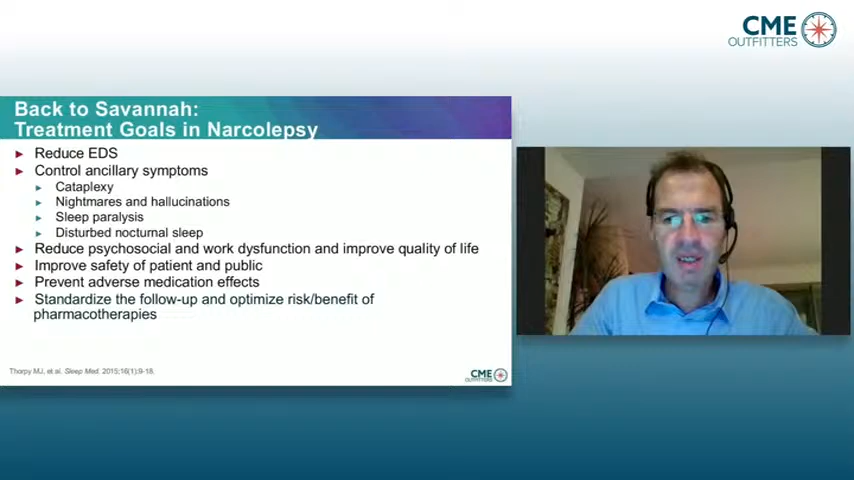 CME
OUTFITTERS
Back to Savannah:
Treatment Goals in Narcolepsy
Reduce EDS
Control ancillary symptoms
Cataplexy
Nightmares and hallucinations
Sleep paralysis
Disturbed nocturnal sleep
Reduce psychosocial and work dysfunction and improve quality of life
Improve safety of patient and public
Prevent adverse medication effects
Standardize the follow-up and optimize risk/benefit of
pharmacotherapies
Thorpy MJ, et al. Sleep Med. 2015;16(1):9-18.
CME
OUTFITTERS